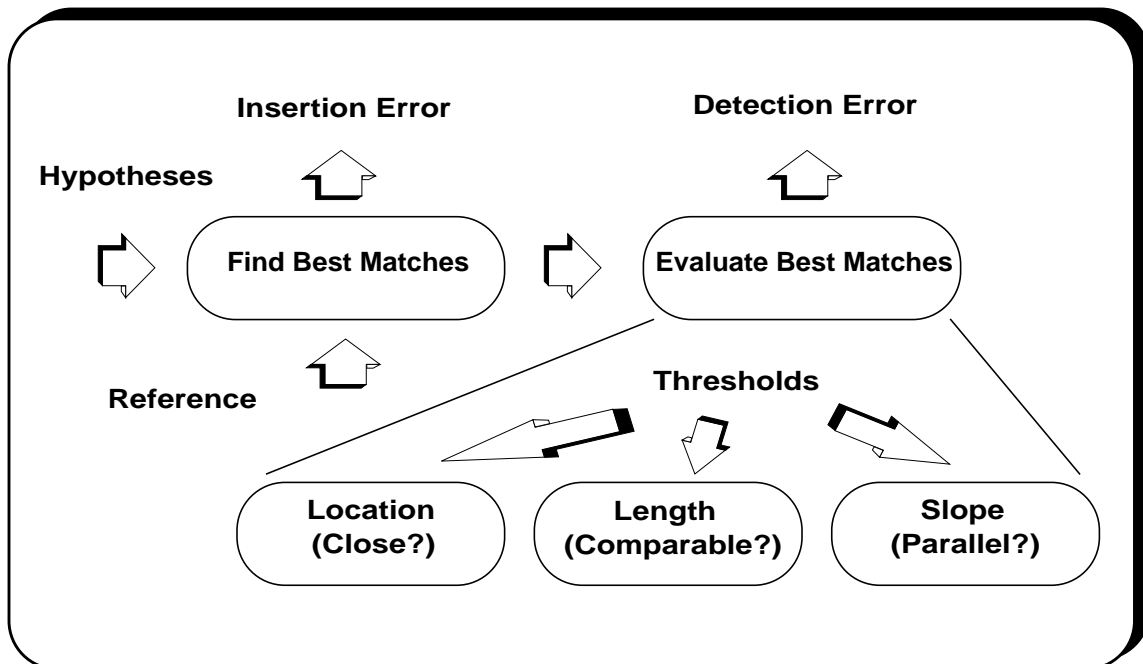 Insertion Error
Detection Error
Hypotheses
Find Best Matches
Evaluate Best Matches
Reference
Thresholds
Location
(Close?)
Length
(Comparable?)
Slope
(Parallel?)